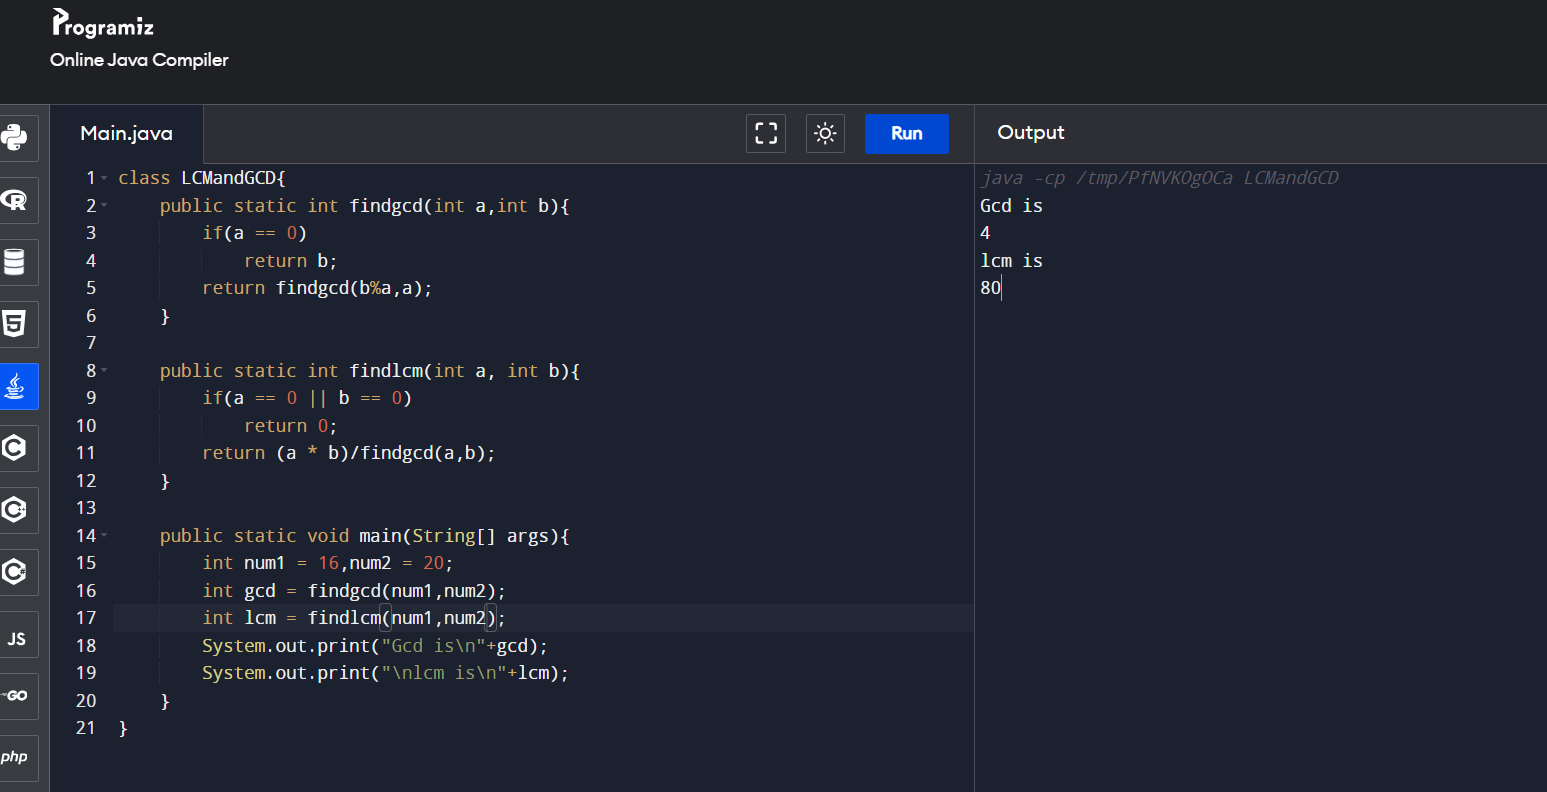 Programiz
Online Java Compiler
Main.java
Run
Output
1 class LCMandGCD{
2     public static int findgcd(int a,int b){
3         if(a == 0)
4             return b;
5         return findgcd(b%a,a);
6     }
7
8     public static int findlcm(int a, int b){
9         if(a == 0 || b == 0)
10             return 0;
11         return (a * b)/findgcd(a,b);
12     }
13
14     public static void main(String[] args){
15         int num1 = 16,num2 = 20;
16         int gcd = findgcd(num1,num2);
17         int lcm = findlcm(num1,num2);
18         System.out.print("Gcd is\n"+gcd);
19         System.out.print("\nlcm is\n"+lcm);
20     }
21 }
java -cp /tmp/PfNVKOgOCa LCMandGCD
Gcd is
4
lcm is
80
R
5
C
C++
C#
JS
GO
php